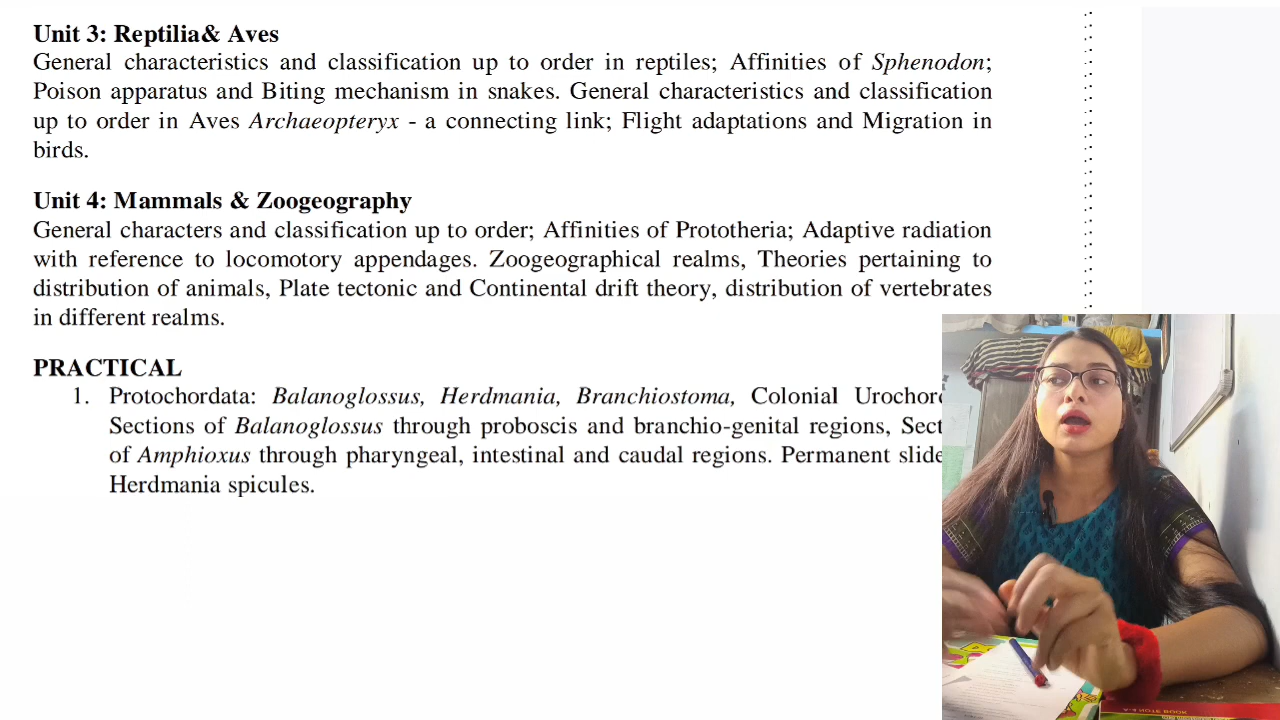 Unit 3: Reptilia& Aves
General characteristics and classification up to order in reptiles; Affinities of Sphenodon;
Poison apparatus and Biting mechanism in snakes. General characteristics and classification
up to order in Aves Archaeopteryx - a connecting link; Flight adaptations and Migration in
birds.
Unit 4: Mammals & Zoogeography
General characters and classification up to order; Affinities of Prototheria; Adaptive radiation
with reference to locomotory appendages. Zoogeographical realms, Theories pertaining to
distribution of animals, Plate tectonic and Continental drift theory, distribution of vertebrates
in different realms.
PRACTICAL
1. Protochordata: Balanoglossus, Herdmania, Branchiostoma, Colonial
Sections of Balanoglossus through proboscis and branchio-genital regions,
of Amphioxus through pharyngeal, intestinal and caudal regions. Permanent
Herdmania spicules.